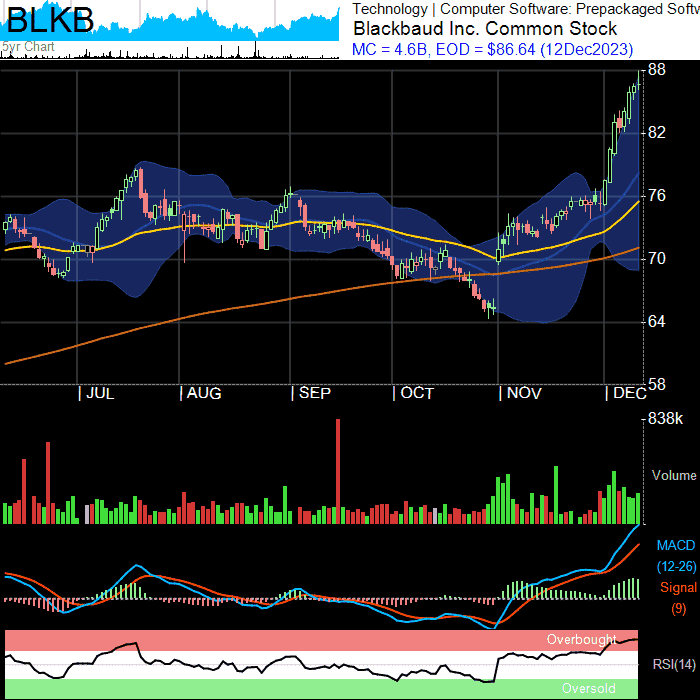 BLKB
5yr Chart
Technology | Computer Software: Prepackaged Softw
Blackbaud Inc. Common Stock
MC = 4.6B, EOD = $86.64 (12Dec2023)
88
82
76
70
64
58
| JUL | AUG | SEP | OCT | NOV | DEC
838k
Volume
MACD
(12-26)
Signal
(9)
Overbought
RSI(14)
Oversold